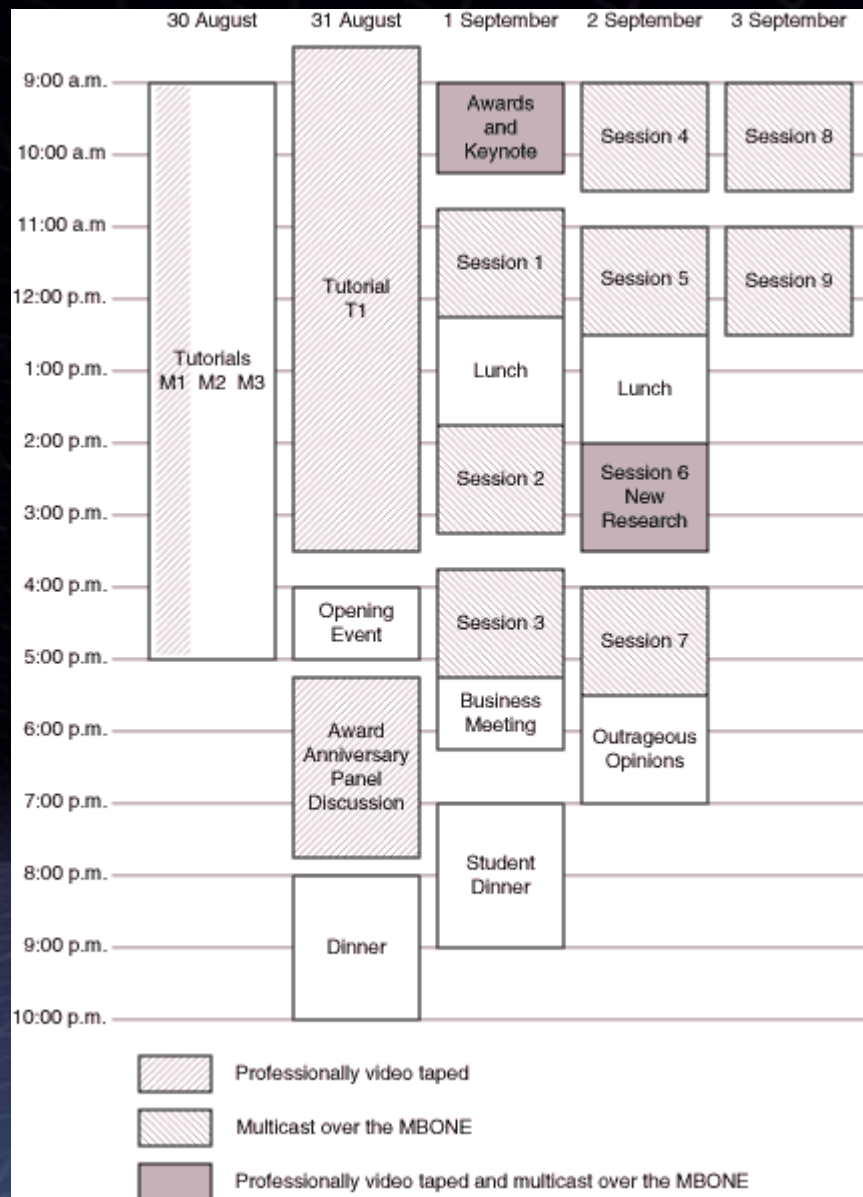 30 August 31 August 1 September 2 September 3 September
9:00 a.m.
10:00 a.m
11:00 a.m
12:00 p.m.
1:00 p.m.
2:00 p.m.
3:00 p.m.
4:00 p.m.
5:00 p.m.
6:00 p.m.
7:00 p.m.
8:00 p.m.
9:00 p.m.
10:00 p.m.
Tutorials
M1 M2 M3
Tutorial
T1
Opening
Event
Award
Anniversary
Panel
Discussion
Dinner
Awards
and
Keynote
Session 1
Lunch
Session 2
Session 3
Business
Meeting
Student
Dinner
Session 4
Session 5
Lunch
Session 6
New
Research
Session 7
Outrageous
Opinions
Session 8
Session 9
Professionally video taped
Multicast over the MBONE
Professionally video taped and multicast over the MBONE